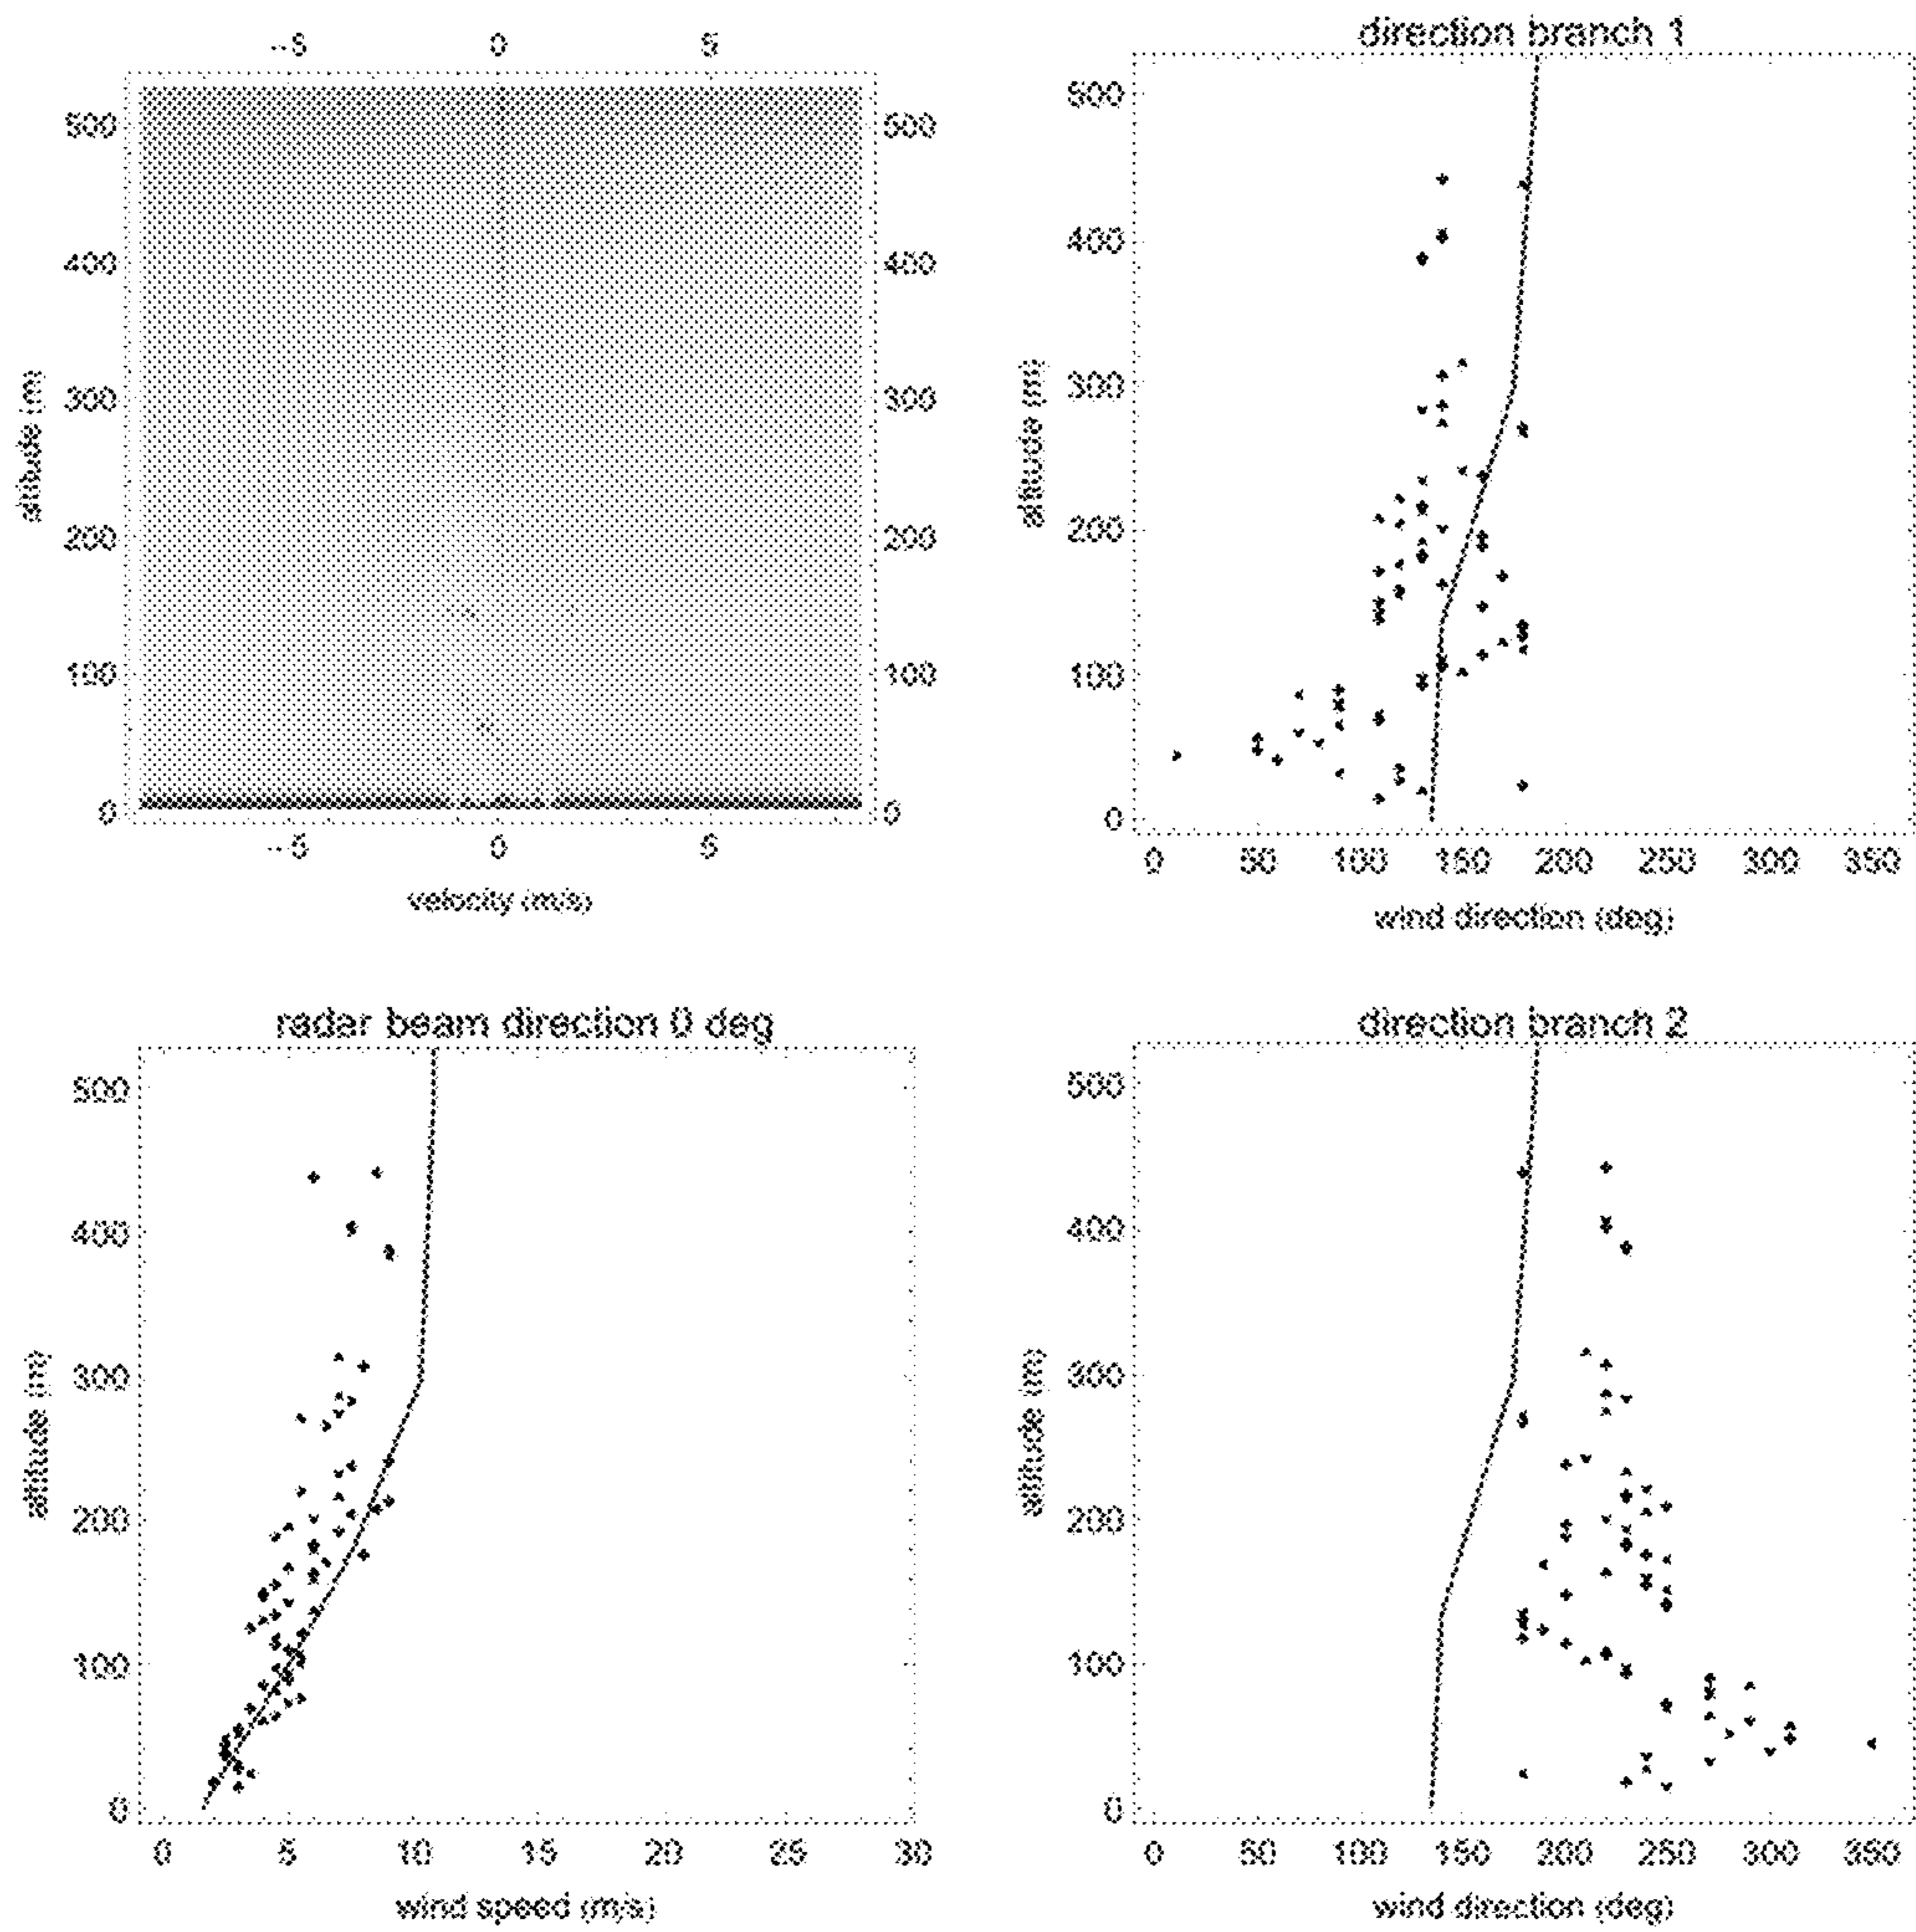 -5 0 5
500 500
400 400
300 300
200 200
100 100
0 0
-5 0 5
altitude (m)
velocity (m/s)
direction branch 1
500
400
300
200
100
0
0 50 100 150 200 250 300 350
altitude (m)
wind direction (deg)
radar beam direction 0 deg
500
400
300
200
100
0
0 5 10 15 20 25 30
altitude (m)
wind speed (m/s)
direction branch 2
500
400
300
200
100
0
0 50 100 150 200 250 300 350
altitude (m)
wind direction (deg)